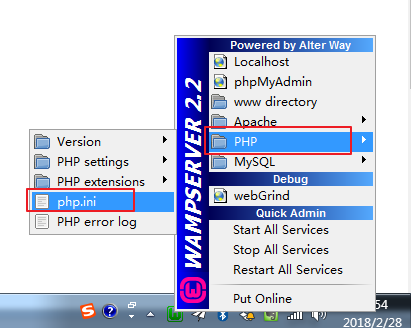 Powered by Alter Way
Localhost
phpMyAdmin
www directory
Apache
PHP
MySQL
Debug
webGrind
Quick Admin
Start All Services
Stop All Services
Restart All Services
Put Online
WAMPSERVER 2.2
Version
PHP settings
PHP extensions
php.ini
PHP error log
54
2018/2/28